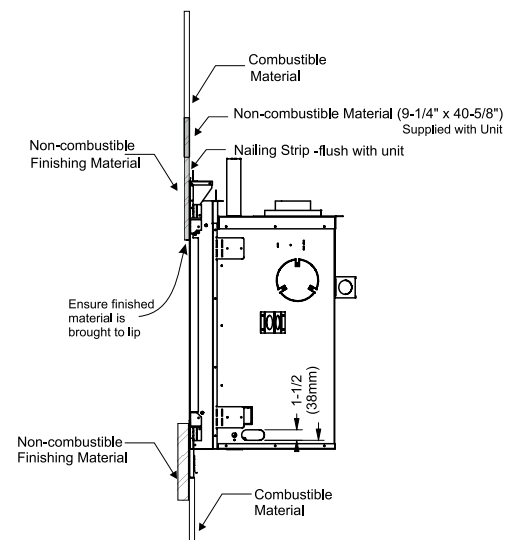 Combustible
Material
Non-combustible Material (9-1/4" x 40-5/8")
Supplied with Unit
Non-combustible
Finishing Material
Nailing Strip -flush with unit
Ensure finished
material is
brought to lip
1-1/2
(38mm)
Non-combustible
Finishing Material
Combustible
Material